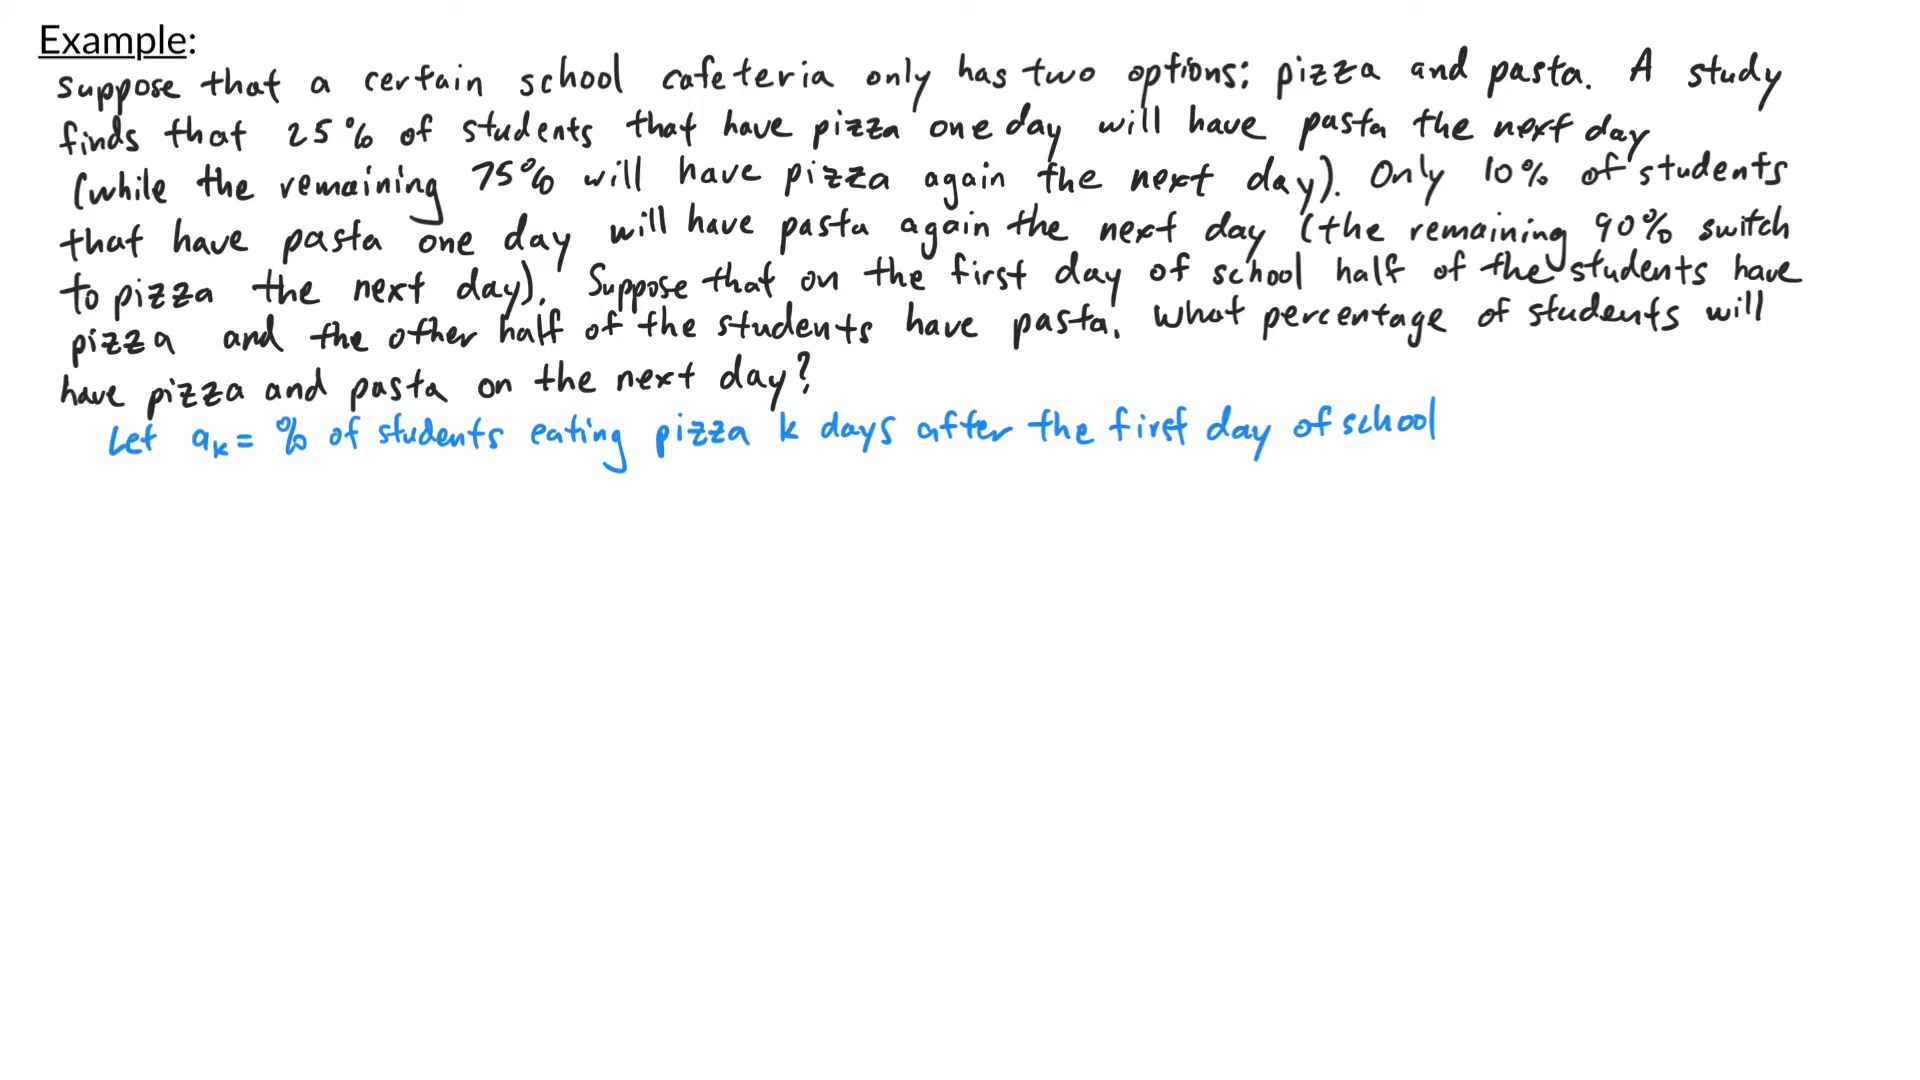 Example:
suppose that a certain school cafeteria only has two options: pizza and pasta. A study
finds that 25% of students that have pizza one day will have pasta the next day
(while the remaining 75% will have pizza again the next day). Only 10% of students
that have pasta one day will have pasta again the next day (the remaining 90% switch
to pizza the next day). Suppose that on the first day of school half of the students have
pizza and the other half of the students have pasta. What percentage of students will
have pizza and pasta on the next day?
Let aₖ = % of students eating pizza k days after the first day of school